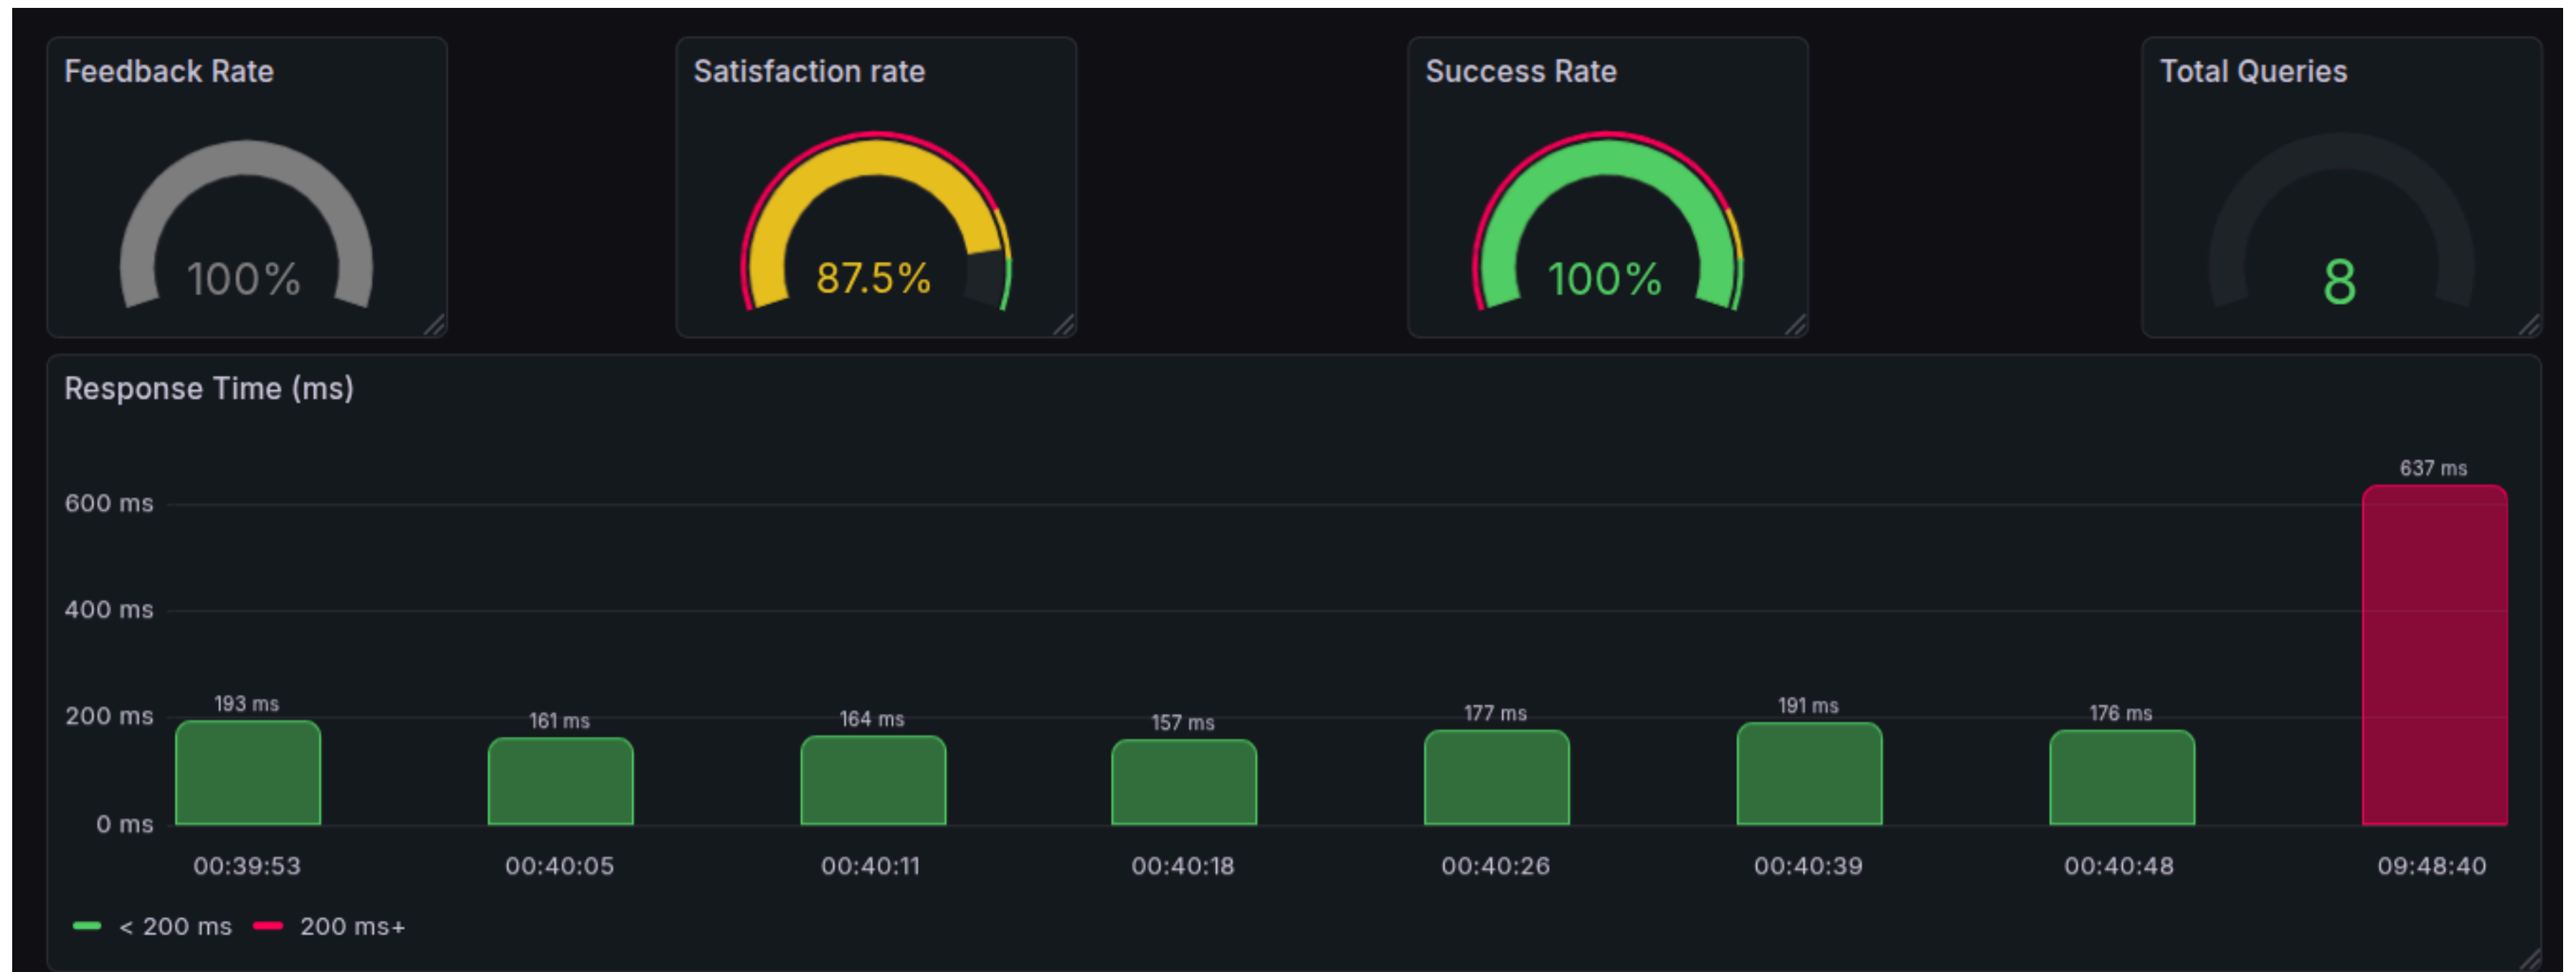 Feedback Rate
100%
Satisfaction rate
87.5%
Success Rate
100%
Total Queries
8
Response Time (ms)
600 ms
400 ms
200 ms
0 ms
193 ms
161 ms
164 ms
157 ms
177 ms
191 ms
176 ms
637 ms
00:39:53
00:40:05
00:40:11
00:40:18
00:40:26
00:40:39
00:40:48
09:48:40
< 200 ms
200 ms+